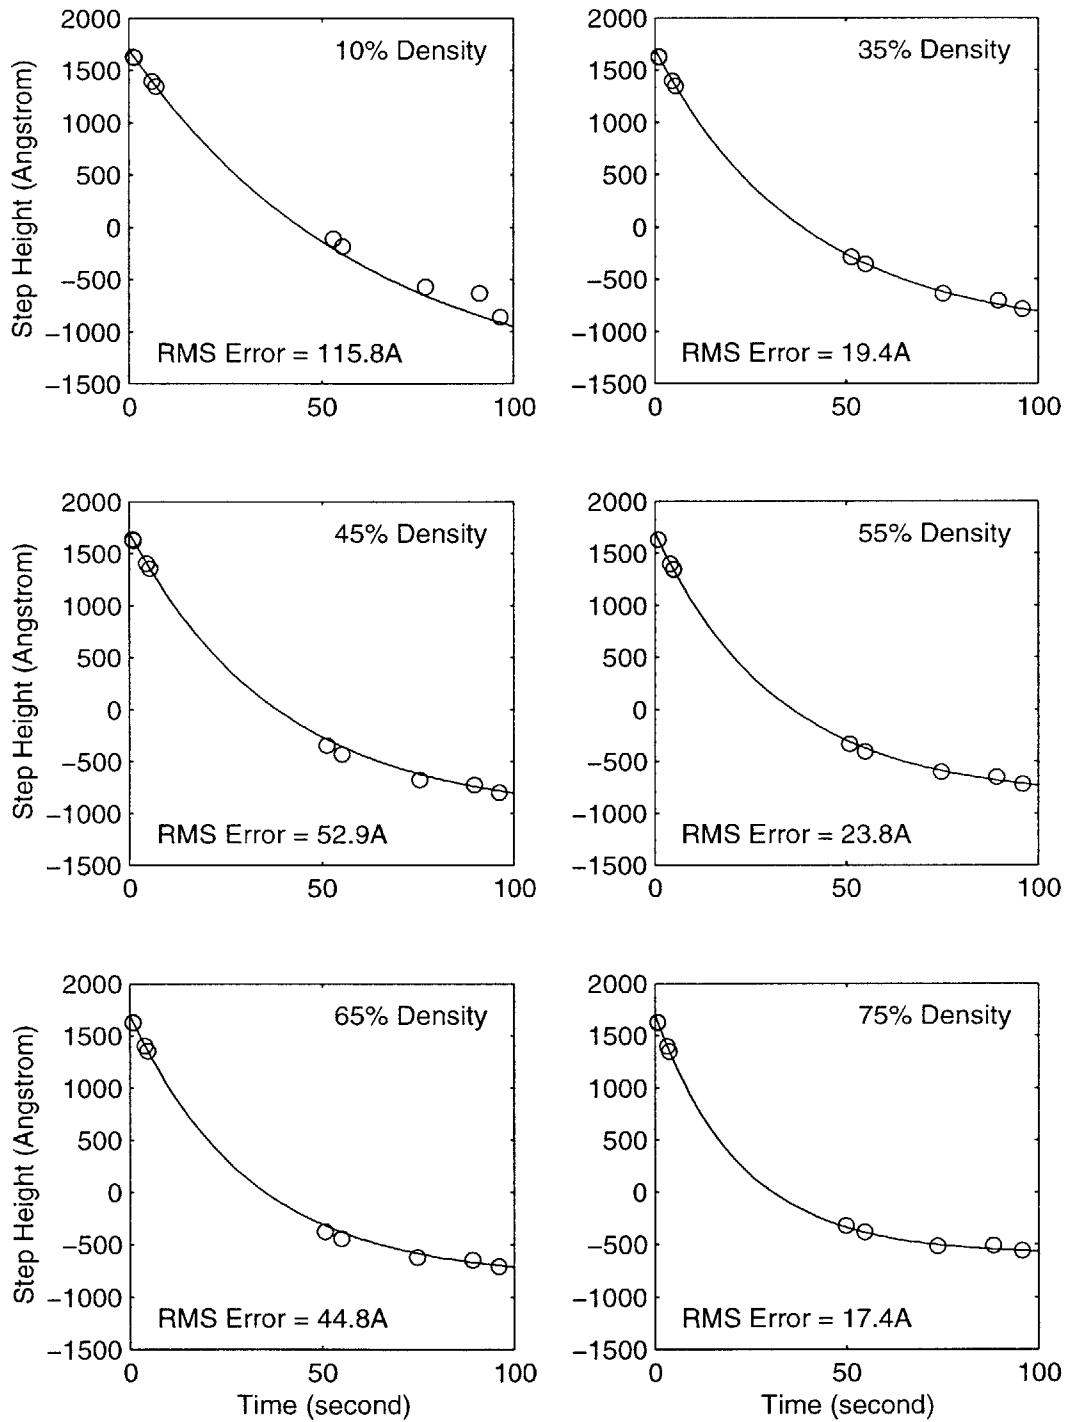 2000
1500
1000
500
0
−500
−1000
−1500
Step Height (Angstrom)
10% Density
RMS Error = 115.8A
0 50 100
2000
1500
1000
500
0
−500
−1000
−1500
35% Density
RMS Error = 19.4A
0 50 100
2000
1500
1000
500
0
−500
−1000
−1500
Step Height (Angstrom)
45% Density
RMS Error = 52.9A
0 50 100
2000
1500
1000
500
0
−500
−1000
−1500
55% Density
RMS Error = 23.8A
0 50 100
2000
1500
1000
500
0
−500
−1000
−1500
Step Height (Angstrom)
65% Density
RMS Error = 44.8A
0 50 100
Time (second)
2000
1500
1000
500
0
−500
−1000
−1500
75% Density
RMS Error = 17.4A
0 50 100
Time (second)